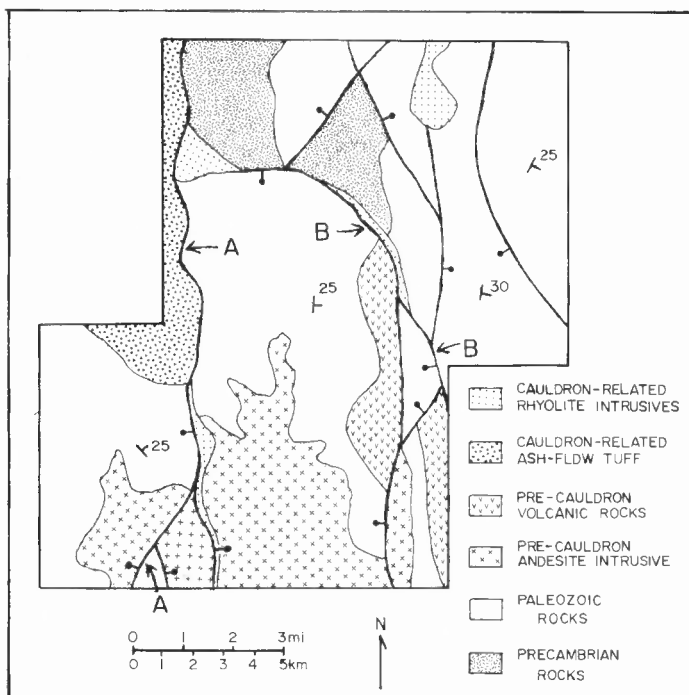 25
A
B
25
30
B
25
A
CAULDRON-RELATED
RHYOLITE INTRUSIVES
CAULDRON-RELATED
ASH-FLOW TUFF
PRE-CAULDRON
VOLCANIC ROCKS
PRE-CAULDRON
ANDESITE INTRUSIVE
PALEOZOIC
ROCKS
PRECAMBRIAN
ROCKS
0 1 2 3mi
0 1 2 3 4 5km
N